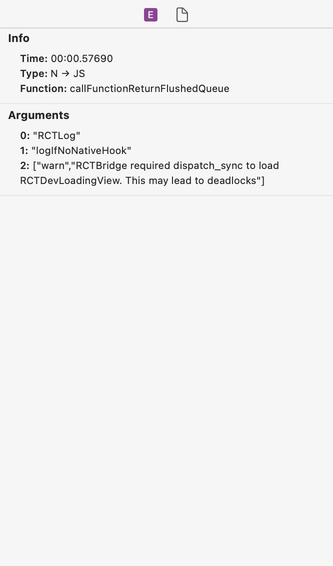 E
Info
Time: 00:00.57690
Type: N → JS
Function: callFunctionReturnFlushedQueue
Arguments
0: "RCTLog"
1: "logIfNoNativeHook"
2: ["warn","RCTBridge required dispatch_sync to load
RCTDevLoadingView. This may lead to deadlocks"]